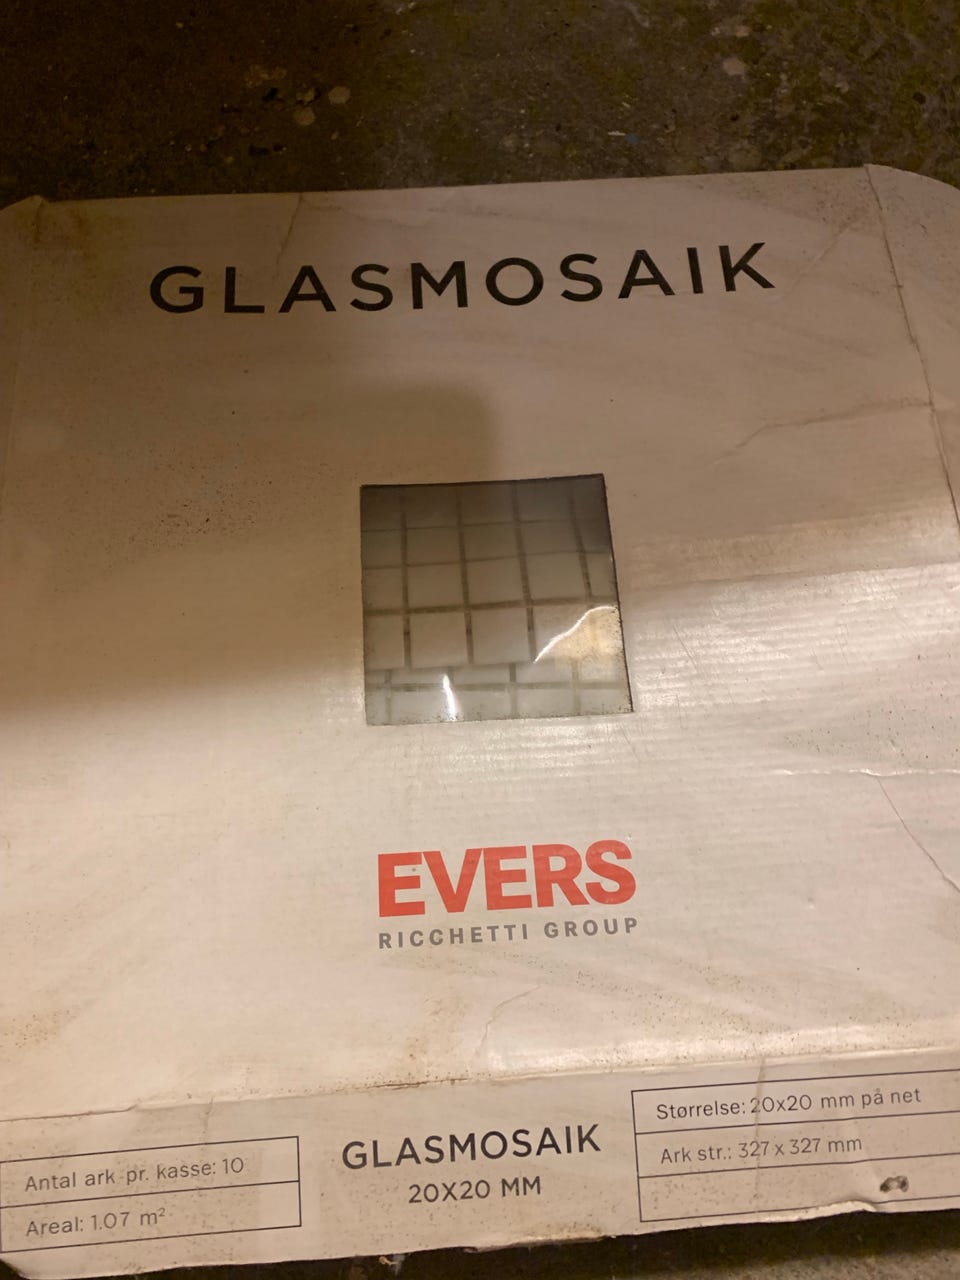 GLASMOSAIK
EVERS
RICCHETTI GROUP
Antal ark pr. kasse: 10
Areal: 1.07 m²
GLASMOSAIK
20X20 MM
Størrelse: 20x20 mm på net
Ark str.: 327 x 327 mm